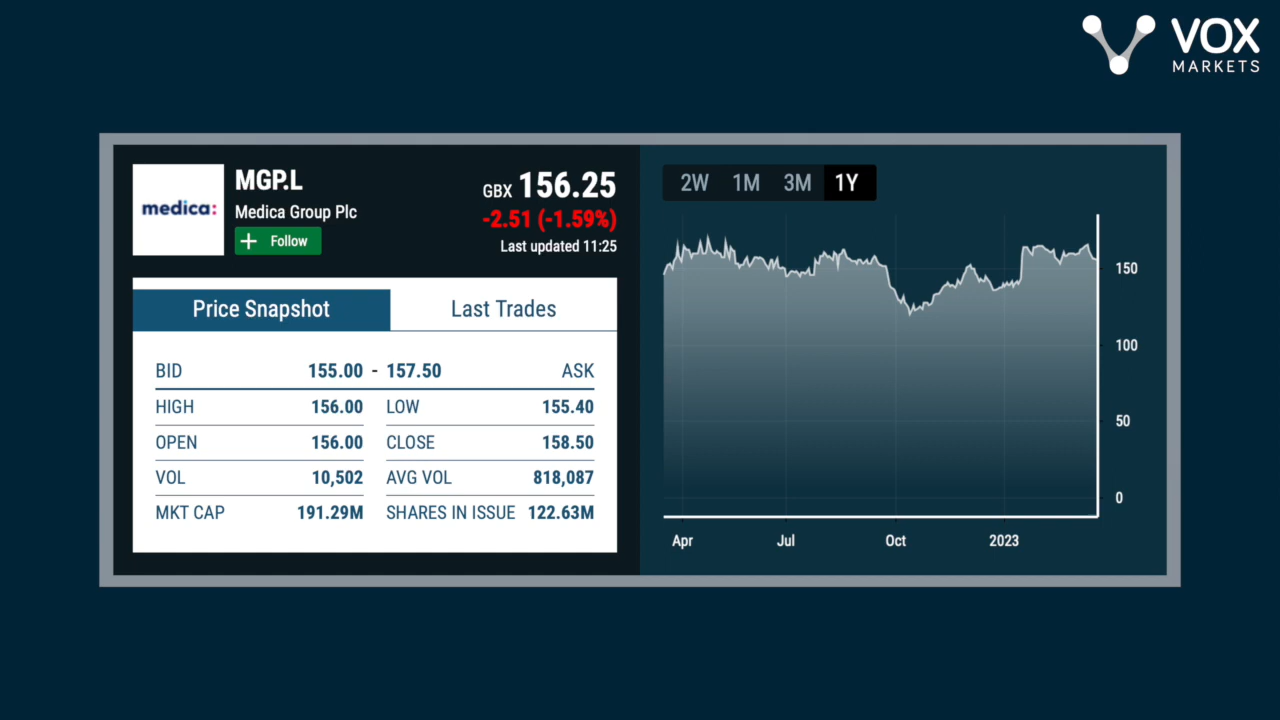 VOX
MARKETS
medica:
MGP.L
Medica Group Plc
+ Follow
GBX 156.25
-2.51 (-1.59%)
Last updated 11:25
2W 1M 3M 1Y
Price Snapshot Last Trades
BID 155.00 - 157.50 ASK
HIGH 156.00 LOW 155.40
OPEN 156.00 CLOSE 158.50
VOL 10,502 AVG VOL 818,087
MKT CAP 191.29M SHARES IN ISSUE 122.63M
150
100
50
0
Apr Jul Oct 2023